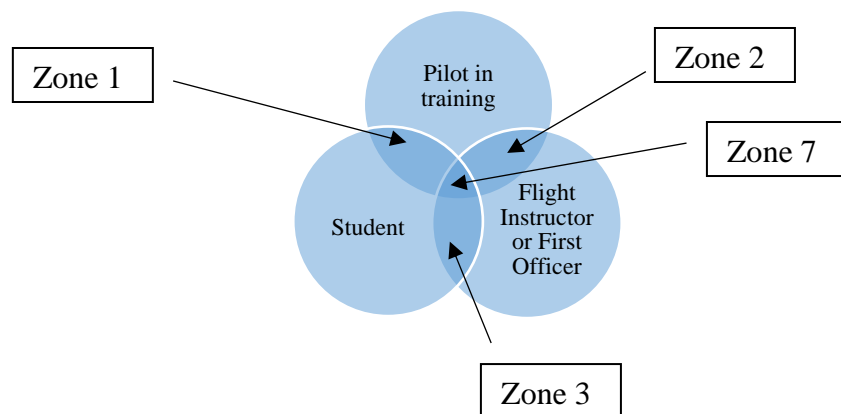 Zone 1
Pilot in
training
Zone 2
Zone 7
Student
Flight
Instructor
or First
Officer
Zone 3